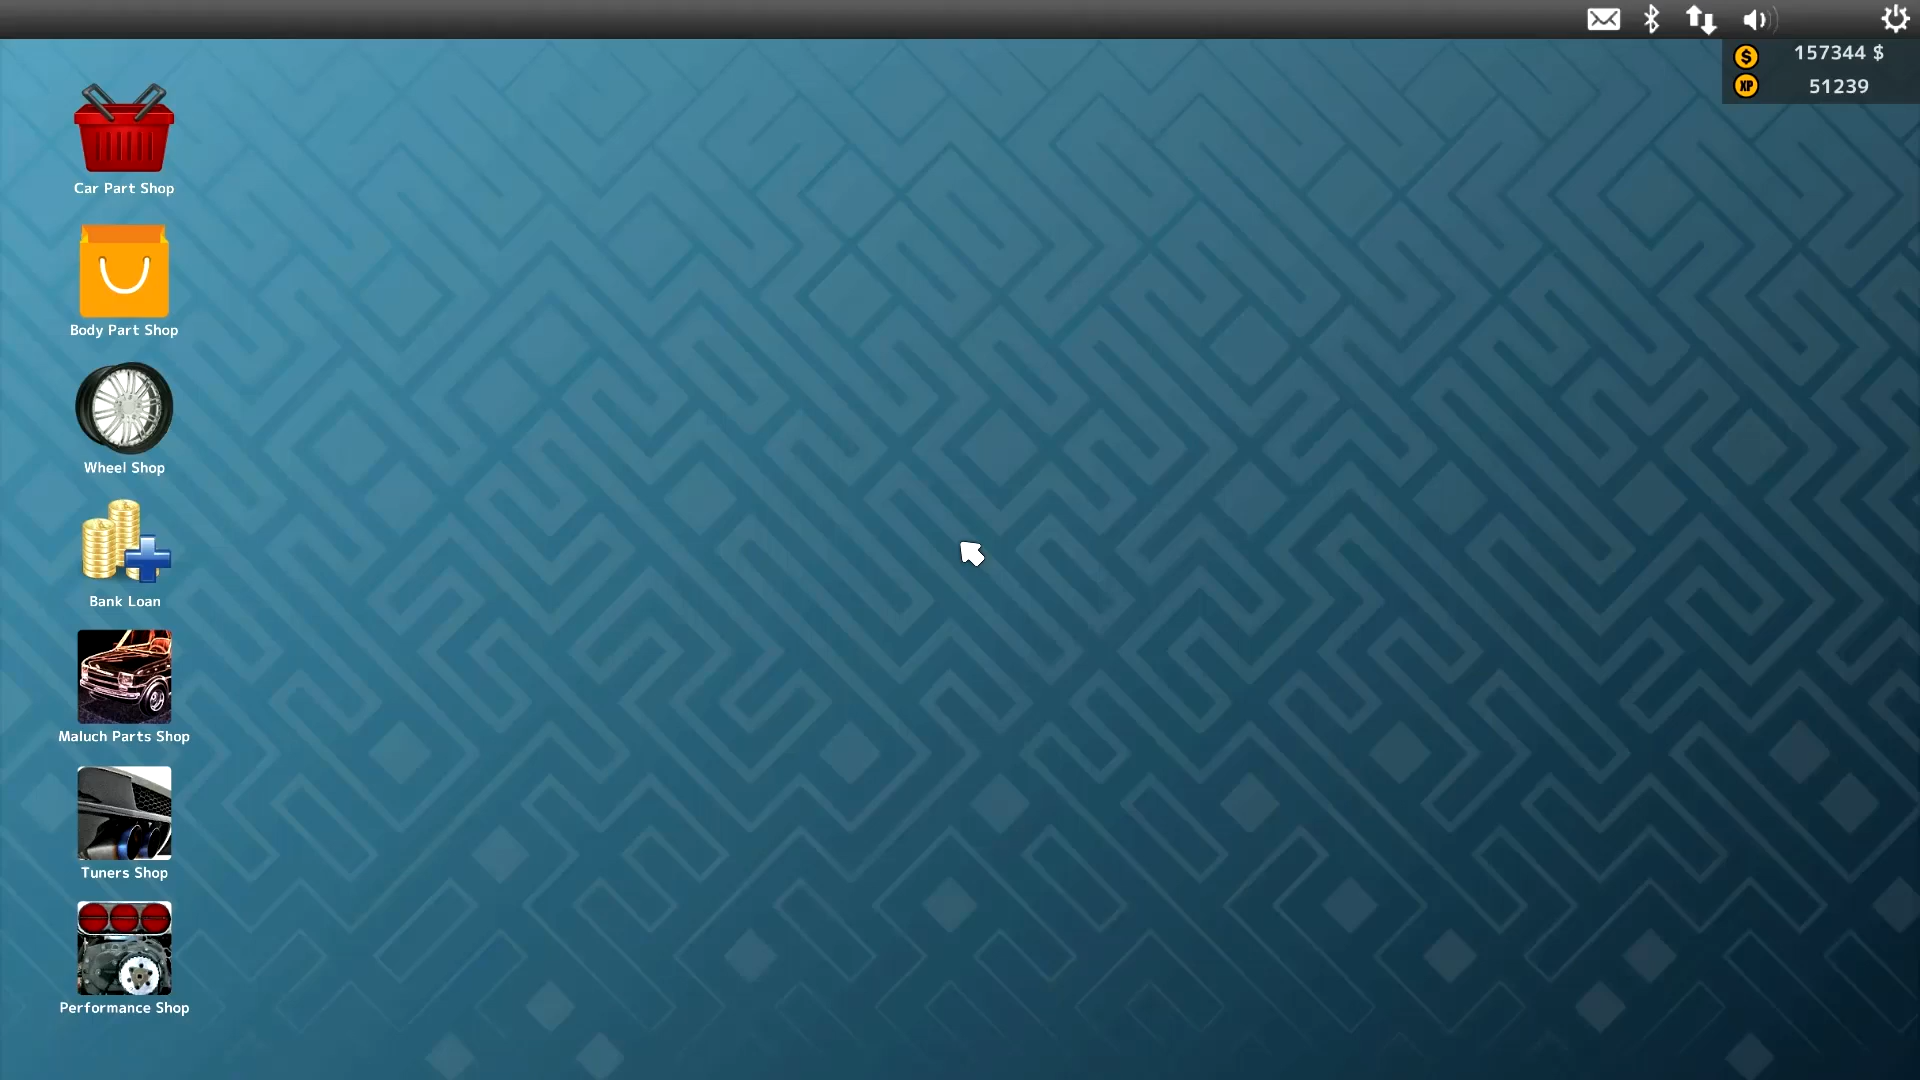 157344 $
XP 51239
Car Part Shop
Body Part Shop
Wheel Shop
Bank Loan
Maluch Parts Shop
Tuners Shop
Performance Shop